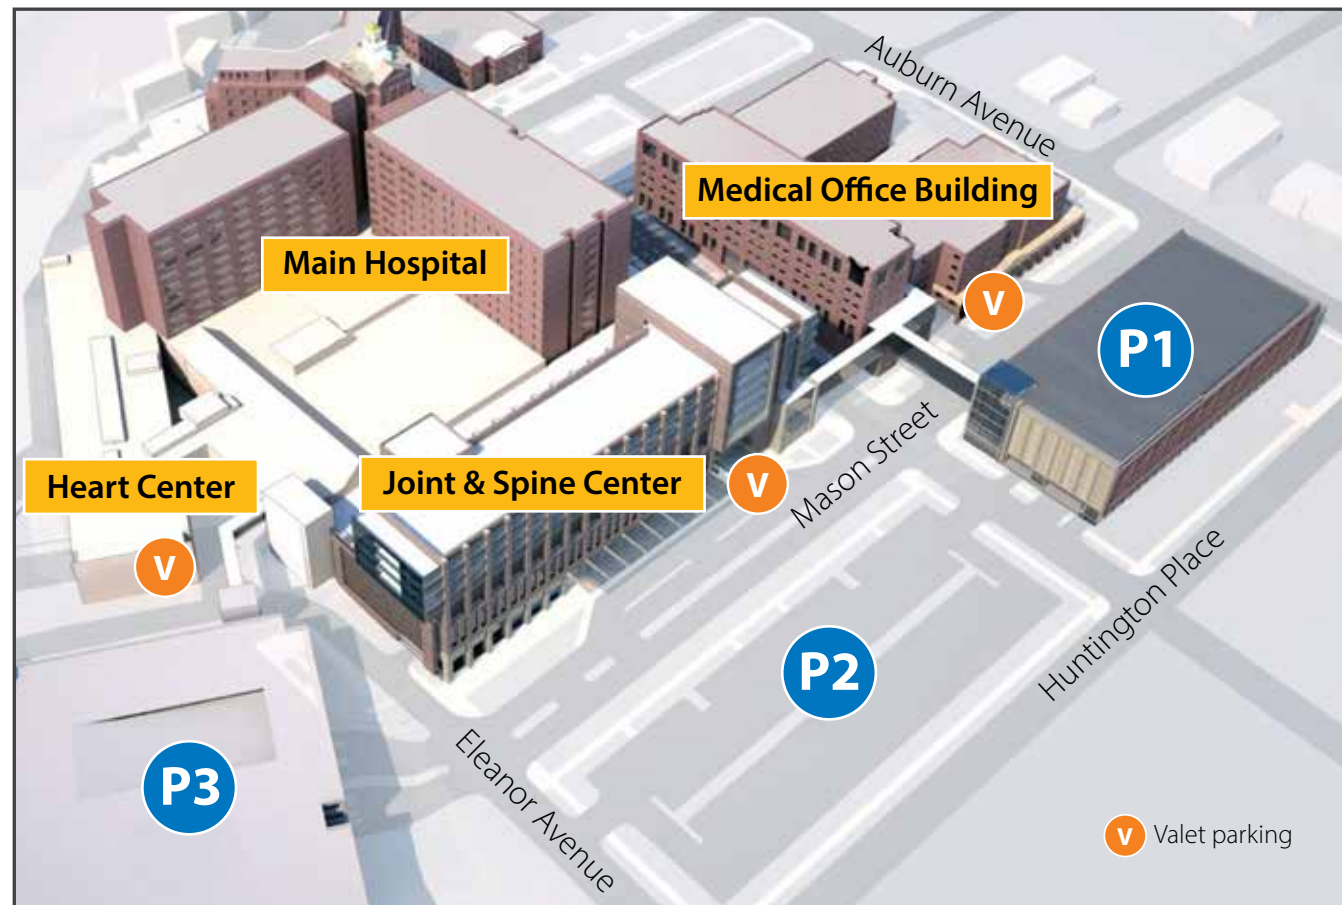 Auburn Avenue
Medical Office Building
Main Hospital
V
P1
Heart Center
Joint & Spine Center
V
Mason Street
V
Huntington Place
P2
P3
Eleanor Avenue
V Valet parking